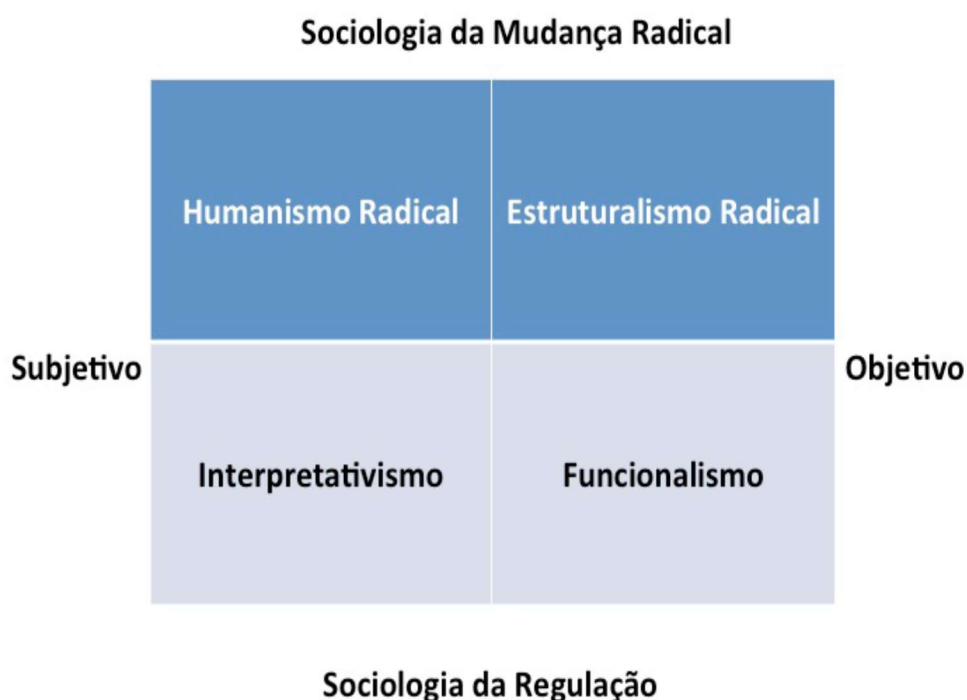 Sociologia da Mudança Radical
Humanismo Radical
Estruturalismo Radical
Subjetivo
Objetivo
Interpretativismo
Funcionalismo
Sociologia da Regulação